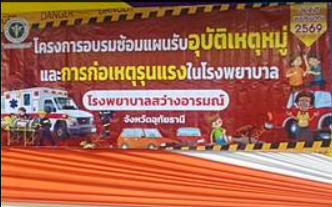 DANGER
DANGER
2569
โครงการอบรมซ้อมแผนรับอุบัติเหตุหมู่
และการก่อเหตุรุนแรงในโรงพยาบาล
โรงพยาบาลสว่างอารมณ์
จังหวัดอุทัยธานี